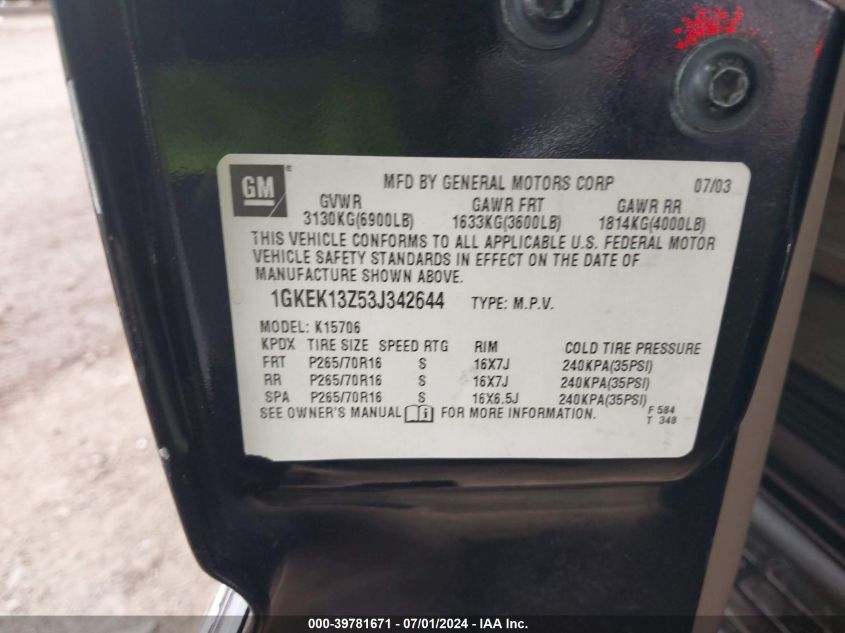 GM ® MFD BY GENERAL MOTORS CORP 07/03
GVWR GAWR FRT GAWR RR
3130KG(6900LB) 1633KG(3600LB) 1814KG(4000LB)
THIS VEHICLE CONFORMS TO ALL APPLICABLE U.S. FEDERAL MOTOR
VEHICLE SAFETY STANDARDS IN EFFECT ON THE DATE OF
MANUFACTURE SHOWN ABOVE.
1GKEK13Z53J342644 TYPE: M.P.V.
MODEL: K15706
KPDX TIRE SIZE SPEED RTG RIM COLD TIRE PRESSURE
FRT P265/70R16 S 16X7J 240KPA(35PSI)
RR P265/70R16 S 16X7J 240KPA(35PSI)
SPA P265/70R16 S 16X6.5J 240KPA(35PSI)
SEE OWNER'S MANUAL i FOR MORE INFORMATION. F 584
T 348
000-39781671 - 07/01/2024 - IAA Inc.